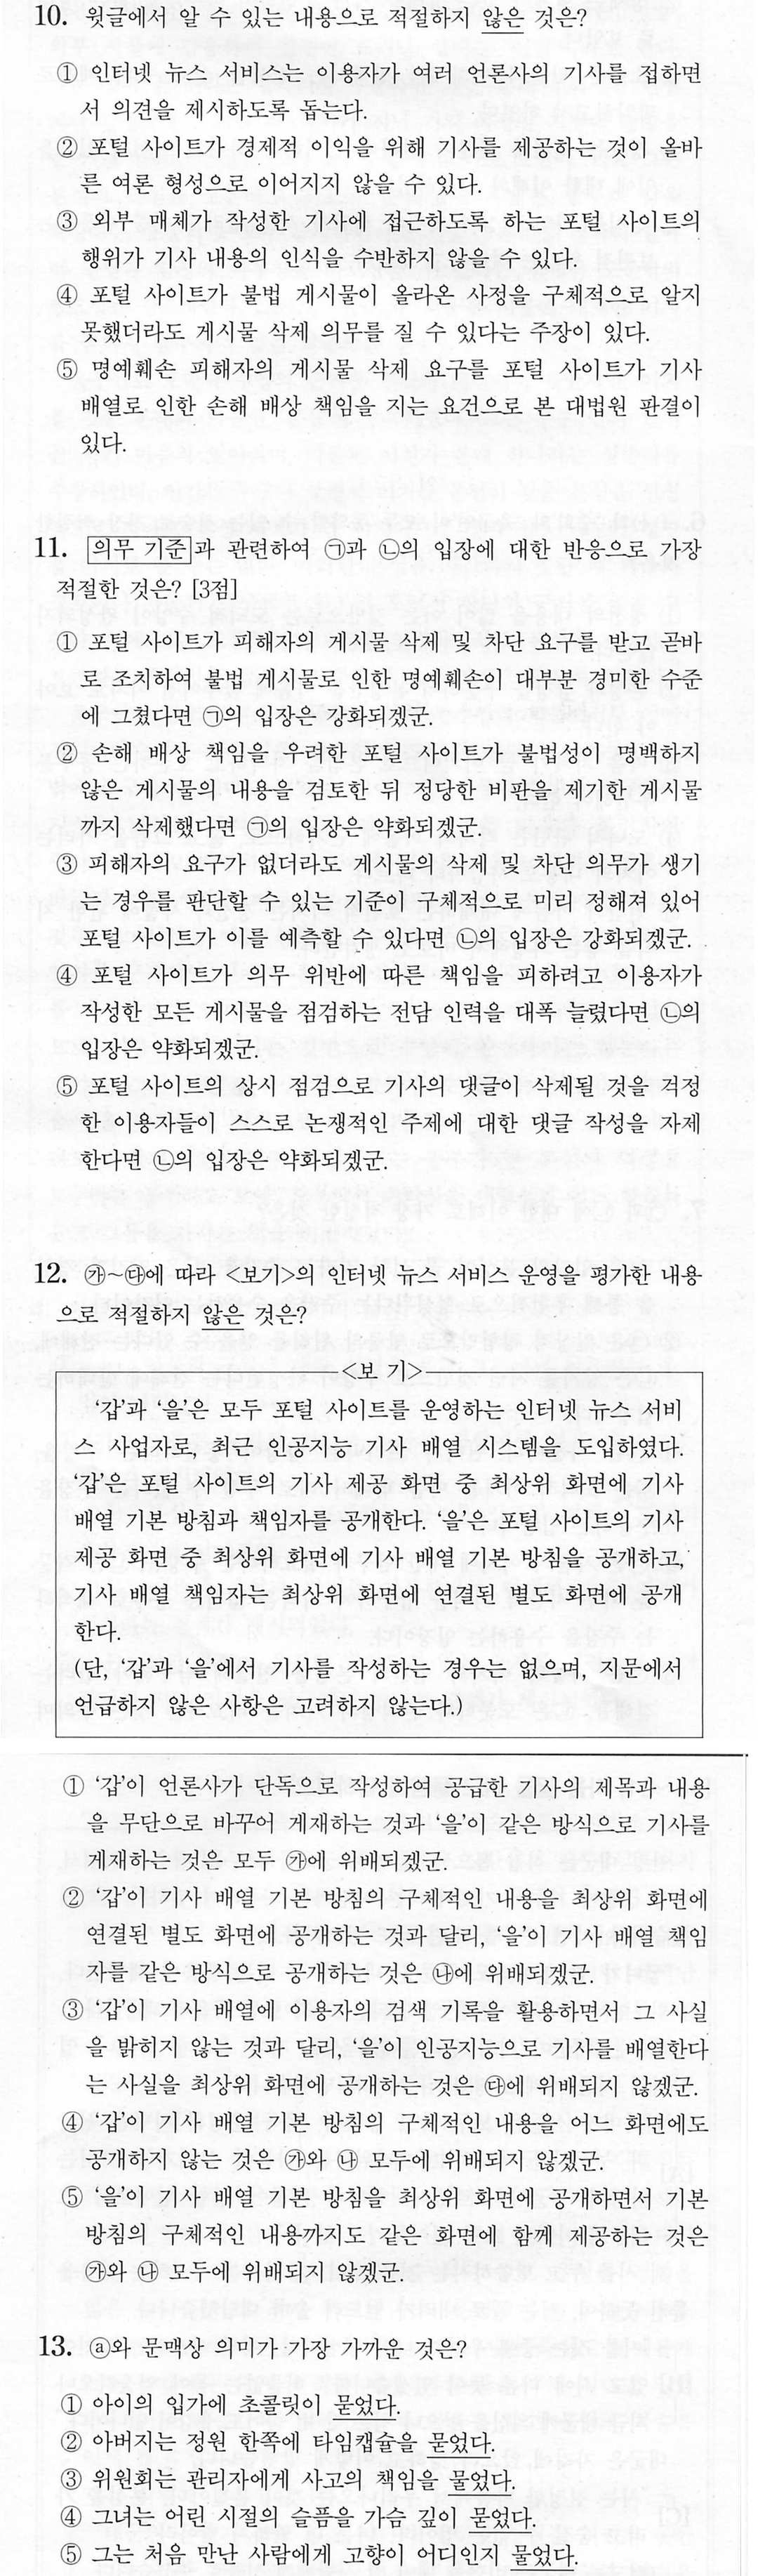 10. 윗글에서 알 수 있는 내용으로 적절하지 않은 것은?
① 인터넷 뉴스 서비스는 이용자가 여러 언론사의 기사를 접하면
서 의견을 제시하도록 돕는다.
② 포털 사이트가 경제적 이익을 위해 기사를 제공하는 것이 올바
른 여론 형성으로 이어지지 않을 수 있다.
③ 외부 매체가 작성한 기사에 접근하도록 하는 포털 사이트의
행위가 기사 내용의 인식을 수반하지 않을 수 있다.
④ 포털 사이트가 불법 게시물이 올라온 사정을 구체적으로 알지
못했더라도 게시물 삭제 의무를 질 수 있다는 주장이 있다.
⑤ 명예훼손 피해자의 게시물 삭제 요구를 포털 사이트가 기사
배열로 인한 손해 배상 책임을 지는 요건으로 본 대법원 판결이
있다.
11. 의무 기준과 관련하여 ㉠과 ㉡의 입장에 대한 반응으로 가장
적절한 것은? [3점]
① 포털 사이트가 피해자의 게시물 삭제 및 차단 요구를 받고 곧바
로 조치하여 불법 게시물로 인한 명예훼손이 대부분 경미한 수준
에 그쳤다면 ㉠의 입장은 강화되겠군.
② 손해 배상 책임을 우려한 포털 사이트가 불법성이 명백하지
않은 게시물의 내용을 검토한 뒤 정당한 비판을 제기한 게시물
까지 삭제했다면 ㉠의 입장은 약화되겠군.
③ 피해자의 요구가 없더라도 게시물의 삭제 및 차단 의무가 생기
는 경우를 판단할 수 있는 기준이 구체적으로 미리 정해져 있어
포털 사이트가 이를 예측할 수 있다면 ㉡의 입장은 강화되겠군.
④ 포털 사이트가 의무 위반에 따른 책임을 피하려고 이용자가
작성한 모든 게시물을 점검하는 전담 인력을 대폭 늘렸다면 ㉡의
입장은 약화되겠군.
⑤ 포털 사이트의 상시 점검으로 기사의 댓글이 삭제될 것을 걱정
한 이용자들이 스스로 논쟁적인 주제에 대한 댓글 작성을 자제
한다면 ㉡의 입장은 약화되겠군.
12. ㉮~㉰에 따라 <보기>의 인터넷 뉴스 서비스 운영을 평가한 내용
으로 적절하지 않은 것은?
<보 기>
‘갑’과 ‘을’은 모두 포털 사이트를 운영하는 인터넷 뉴스 서비
스 사업자로, 최근 인공지능 기사 배열 시스템을 도입하였다.
‘갑’은 포털 사이트의 기사 제공 화면 중 최상위 화면에 기사
배열 기본 방침과 책임자를 공개한다. ‘을’은 포털 사이트의 기사
제공 화면 중 최상위 화면에 기사 배열 기본 방침을 공개하고,
기사 배열 책임자는 최상위 화면에 연결된 별도 화면에 공개
한다.
(단, ‘갑’과 ‘을’에서 기사를 작성하는 경우는 없으며, 지문에서
언급하지 않은 사항은 고려하지 않는다.)
① ‘갑’이 언론사가 단독으로 작성하여 공급한 기사의 제목과 내용
을 무단으로 바꾸어 게재하는 것과 ‘을’이 같은 방식으로 기사를
게재하는 것은 모두 ㉮에 위배되겠군.
② ‘갑’이 기사 배열 기본 방침의 구체적인 내용을 최상위 화면에
연결된 별도 화면에 공개하는 것과 달리, ‘을’이 기사 배열 책임
자를 같은 방식으로 공개하는 것은 ㉯에 위배되겠군.
③ ‘갑’이 기사 배열에 이용자의 검색 기록을 활용하면서 그 사실
을 밝히지 않는 것과 달리, ‘을’이 인공지능으로 기사를 배열한다
는 사실을 최상위 화면에 공개하는 것은 ㉰에 위배되지 않겠군.
④ ‘갑’이 기사 배열 기본 방침의 구체적인 내용을 어느 화면에도
공개하지 않는 것은 ㉮와 ㉯ 모두에 위배되지 않겠군.
⑤ ‘을’이 기사 배열 기본 방침을 최상위 화면에 공개하면서 기본
방침의 구체적인 내용까지도 같은 화면에 함께 제공하는 것은
㉮와 ㉯ 모두에 위배되지 않겠군.
13. ⓐ와 문맥상 의미가 가장 가까운 것은?
① 아이의 입가에 초콜릿이 묻었다.
② 아버지는 정원 한쪽에 타임캡슐을 묻었다.
③ 위원회는 관리자에게 사고의 책임을 물었다.
④ 그녀는 어린 시절의 슬픔을 가슴 깊이 묻었다.
⑤ 그는 처음 만난 사람에게 고향이 어디인지 물었다.